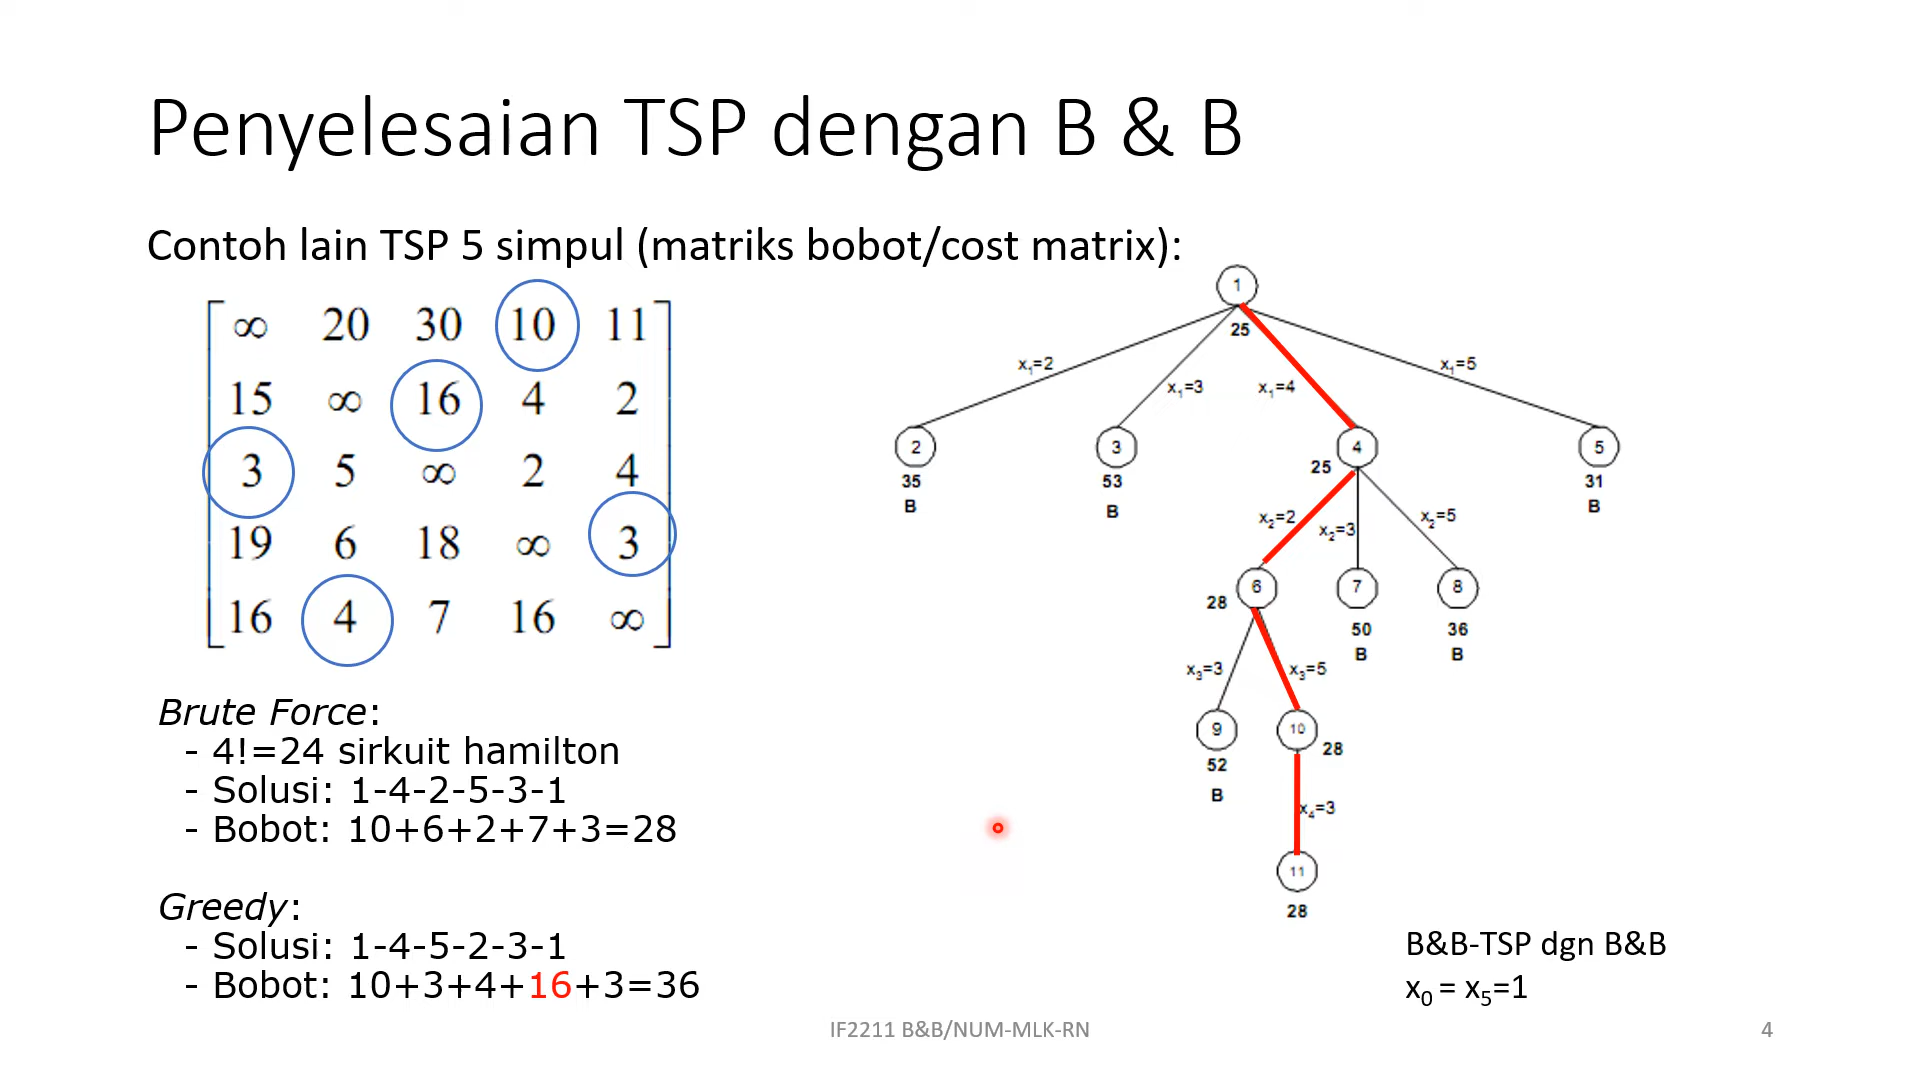 Penyelesaian TSP dengan B & B
Contoh lain TSP 5 simpul (matriks bobot/cost matrix):
∞ 20 30 10 11
15 ∞ 16 4 2
3 5 ∞ 2 4
19 6 18 ∞ 3
16 4 7 16 ∞
Brute Force:
- 4!=24 sirkuit hamilton
- Solusi: 1-4-2-5-3-1
- Bobot: 10+6+2+7+3=28
Greedy:
- Solusi: 1-4-5-2-3-1
- Bobot: 10+3+4+16+3=36
1
25
x₁=2
x₁=3
x₁=4
x₁=5
2
35
B
3
53
B
4
25
5
31
B
x₂=2
x₂=3
x₂=5
6
28
7
50
B
8
36
B
x₃=3
x₃=5
9
52
B
10
28
x₄=3
11
28
B&B-TSP dgn B&B
x₀ = x₅=1
IF2211 B&B/NUM-MLK-RN
4